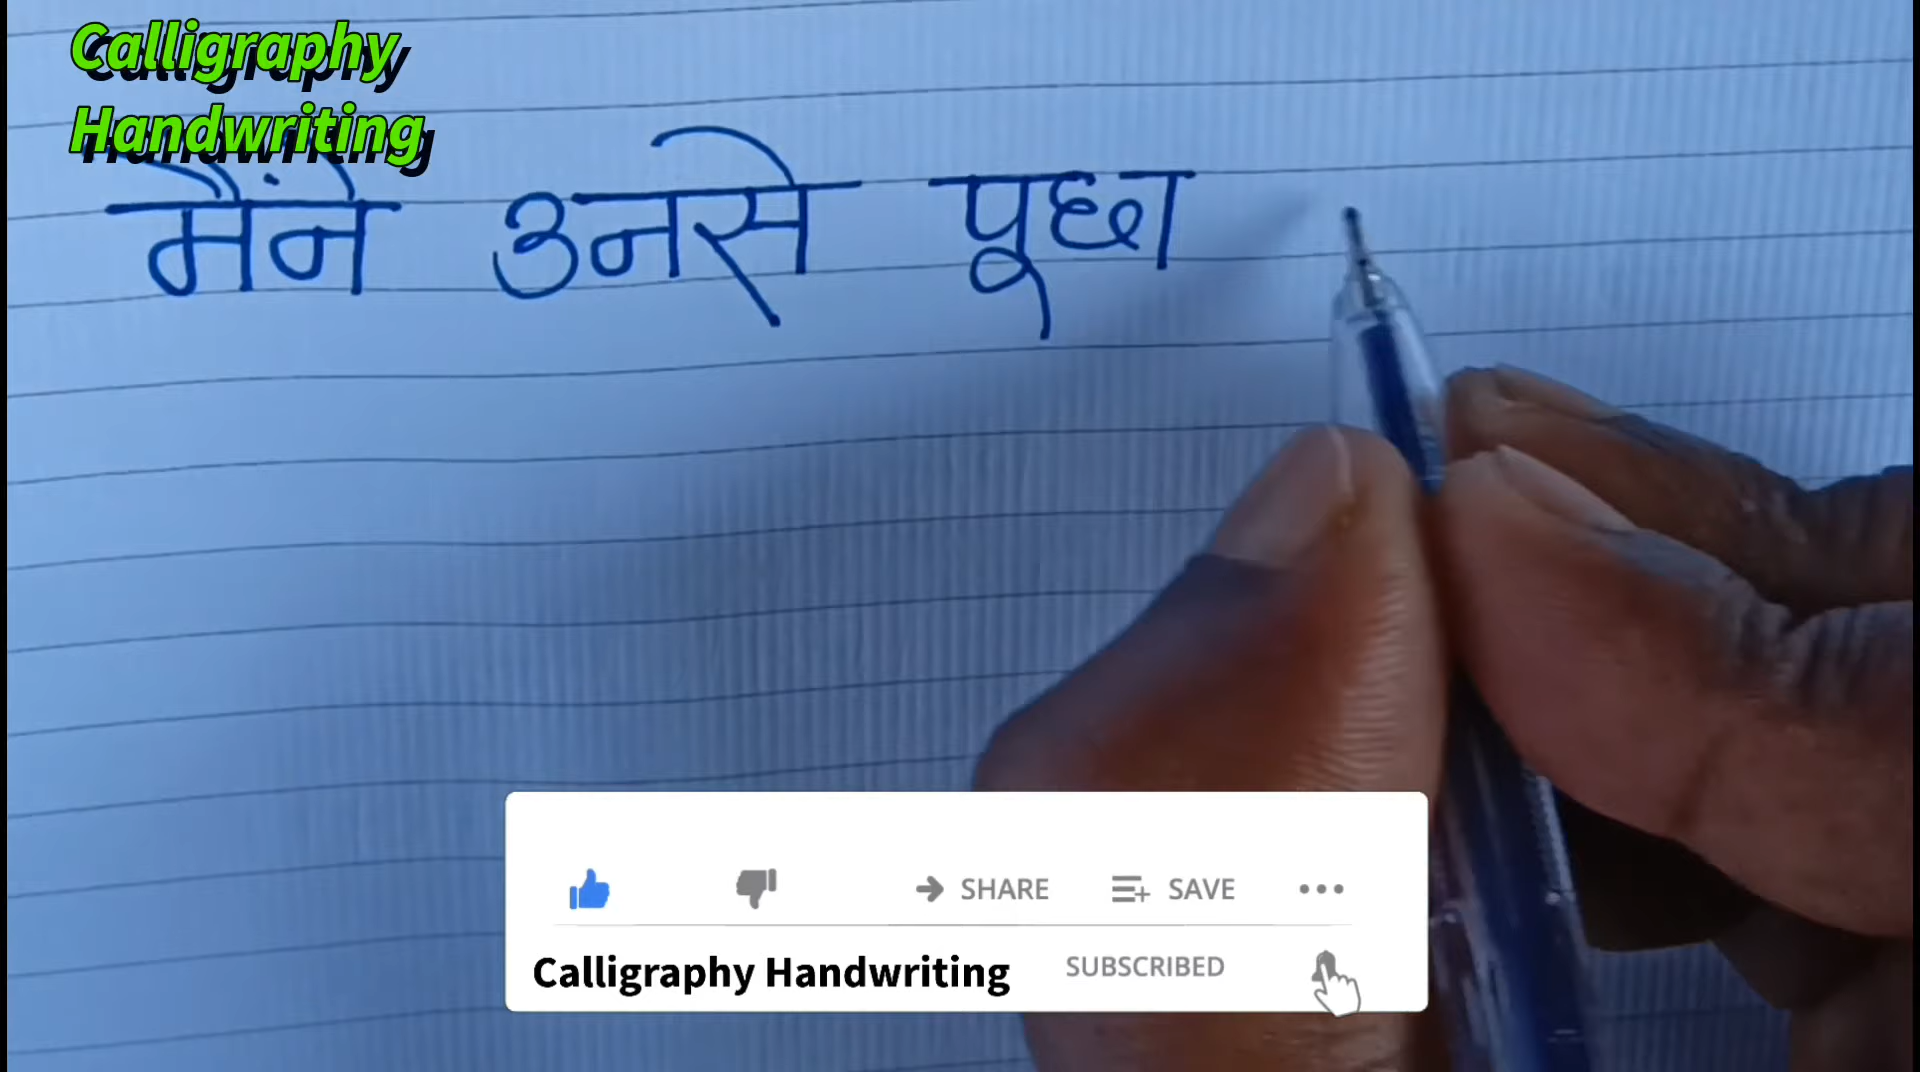 Calligraphy
Handwriting
मैंने उनसे पूछा
SHARE SAVE
Calligraphy Handwriting SUBSCRIBED